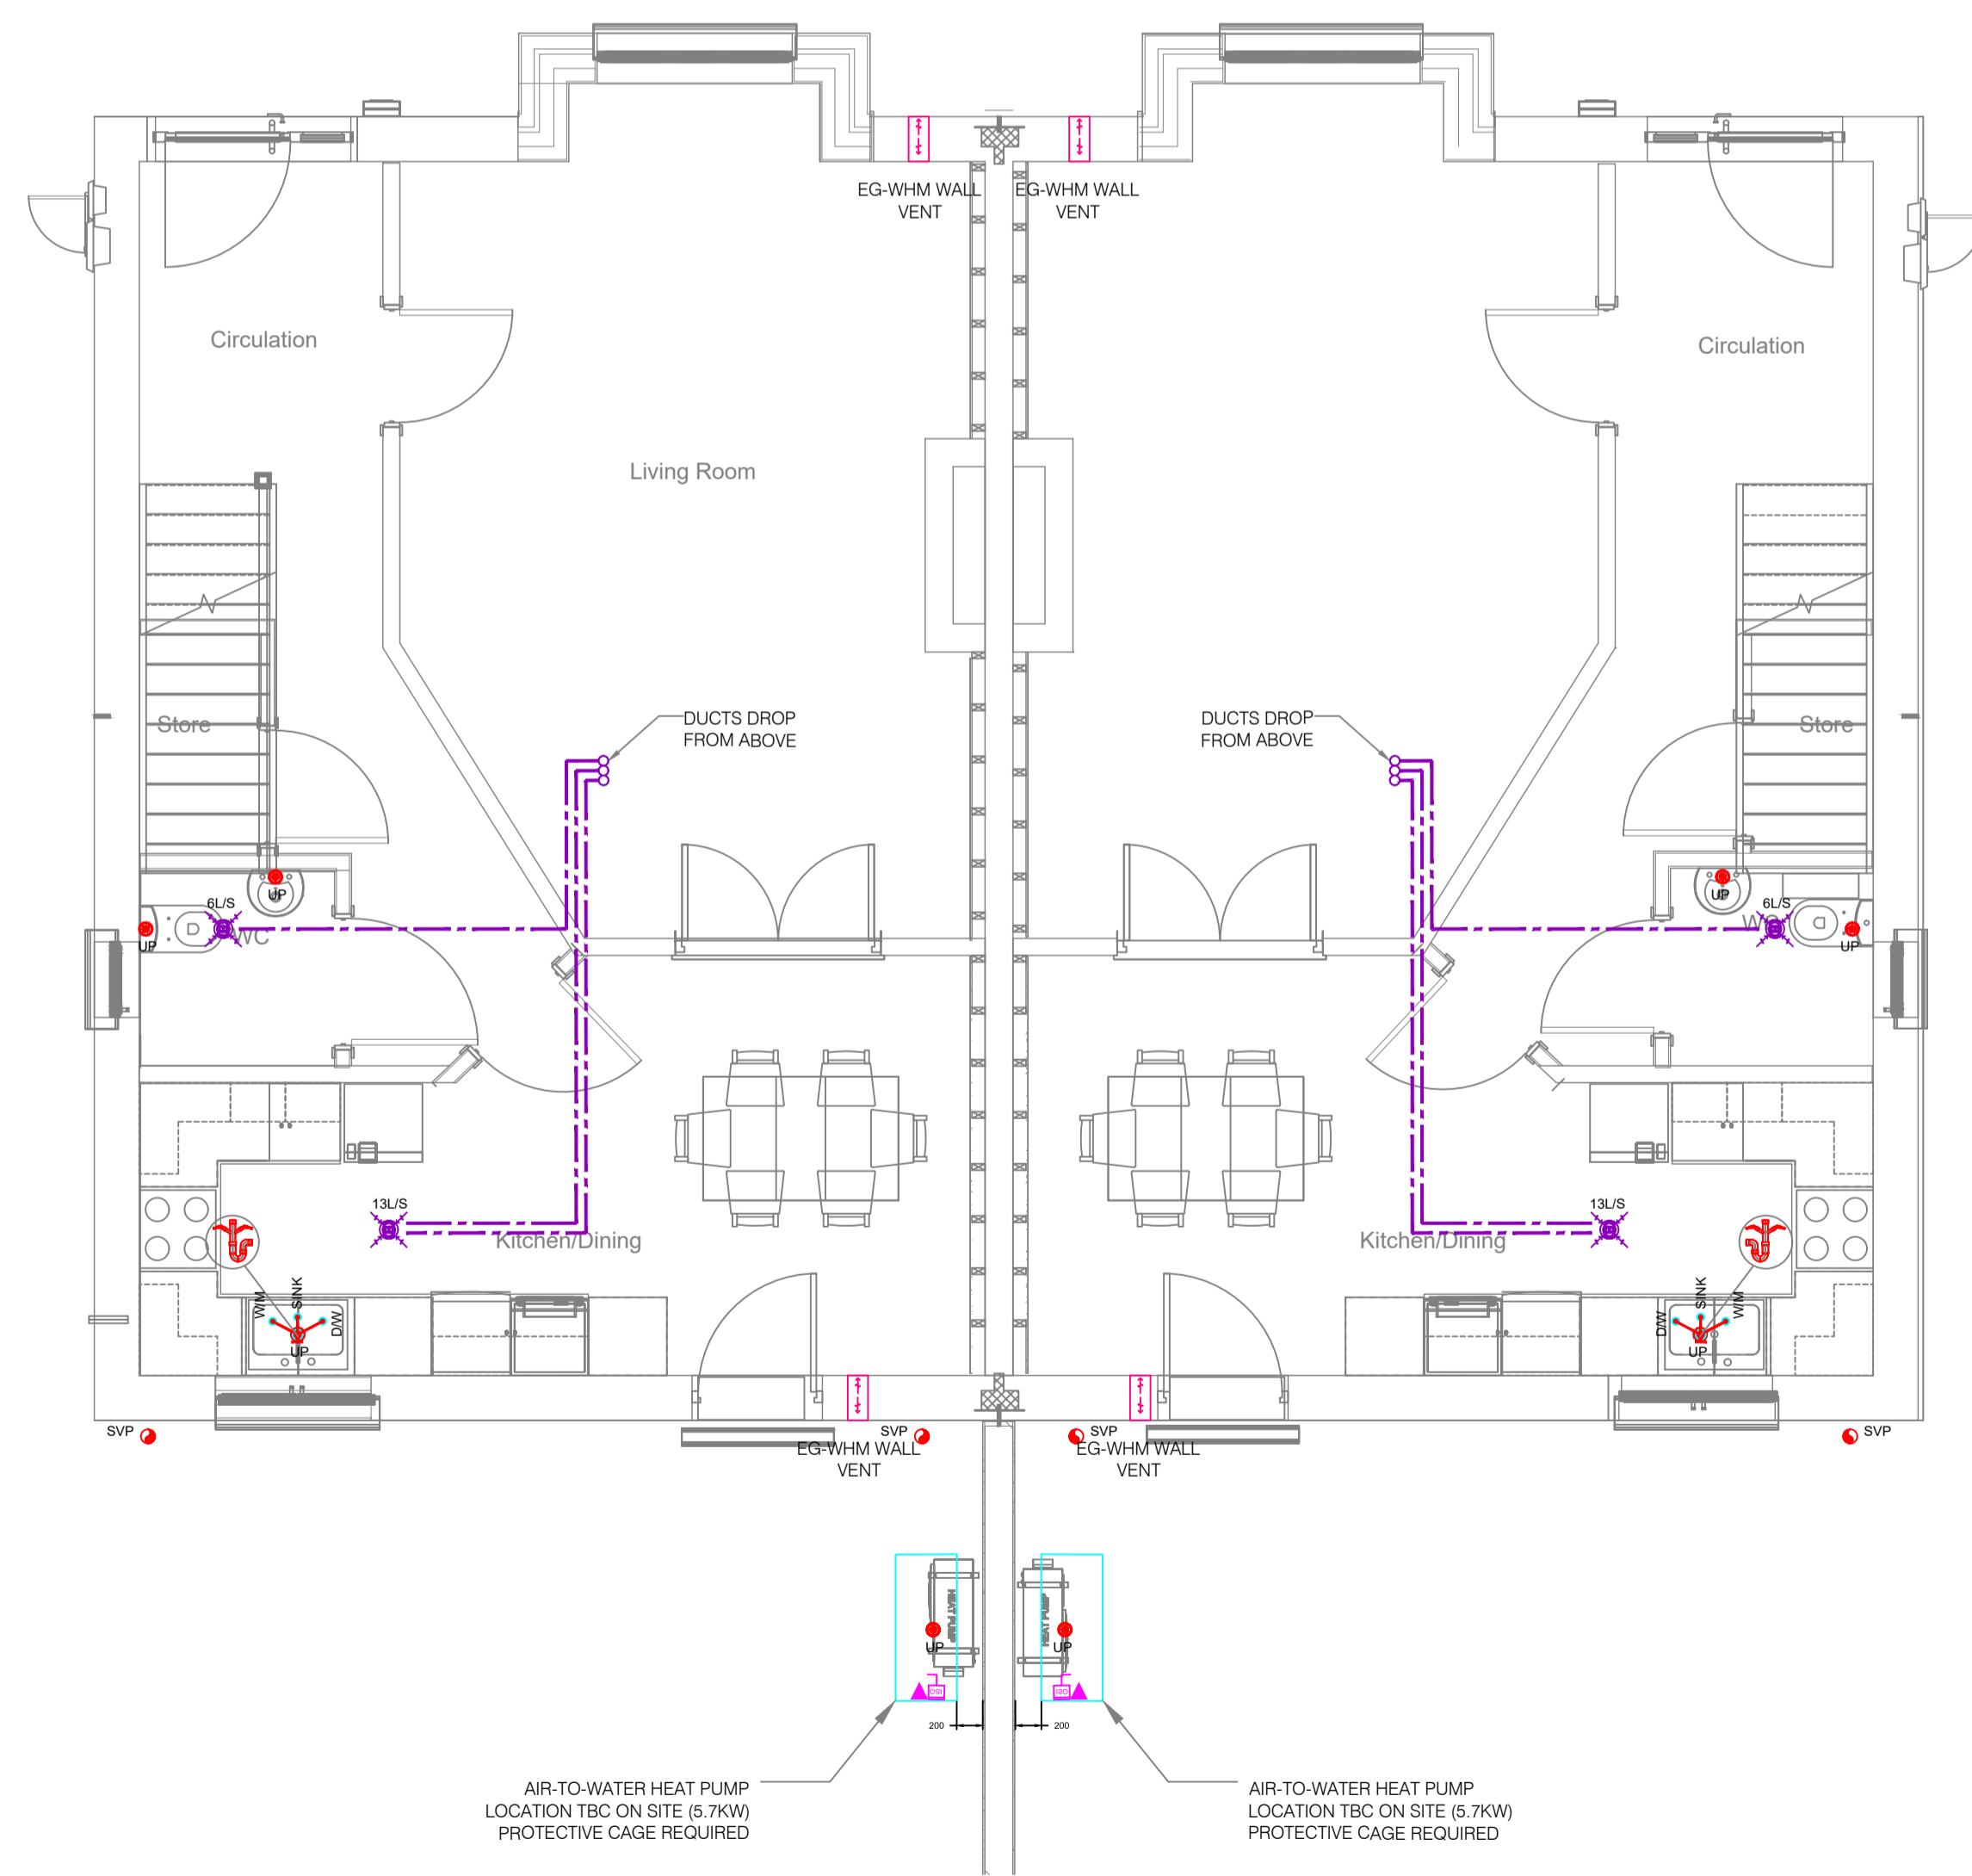 EG-WHM WALL
VENT
EG-WHM WALL
VENT
Circulation
Circulation
Living Room
DUCTS DROP
FROM ABOVE
DUCTS DROP
FROM ABOVE
Store
Store
UP
6L/S
WC
UP
UP
6L/S
WC
UP
13L/S
Kitchen/Dining
13L/S
Kitchen/Dining
W/M
SINK
D/W
UP
D/W
SINK
W/M
UP
SVP
SVP
SVP
SVP
EG-WHM WALL
VENT
EG-WHM WALL
VENT
HEAT PUMP
UP
HEAT PUMP
UP
ISO
ISO
200
200
AIR-TO-WATER HEAT PUMP
LOCATION TBC ON SITE (5.7KW)
PROTECTIVE CAGE REQUIRED
AIR-TO-WATER HEAT PUMP
LOCATION TBC ON SITE (5.7KW)
PROTECTIVE CAGE REQUIRED